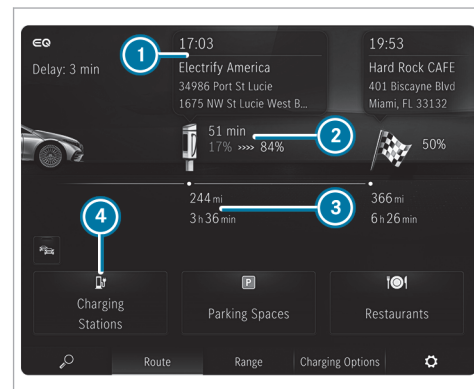 EQ
Delay: 3 min
17:03
Electrify America
34986 Port St Lucie
1675 NW St Lucie West B...
19:53
Hard Rock CAFE
401 Biscayne Blvd
Miami, FL 33132
1
51 min
17% »»» 84%
2
50%
244 mi
3 h 36 min
3
366 mi
6 h 26 min
4
Charging
Stations
P
Parking Spaces
Restaurants
Route
Range
Charging Options